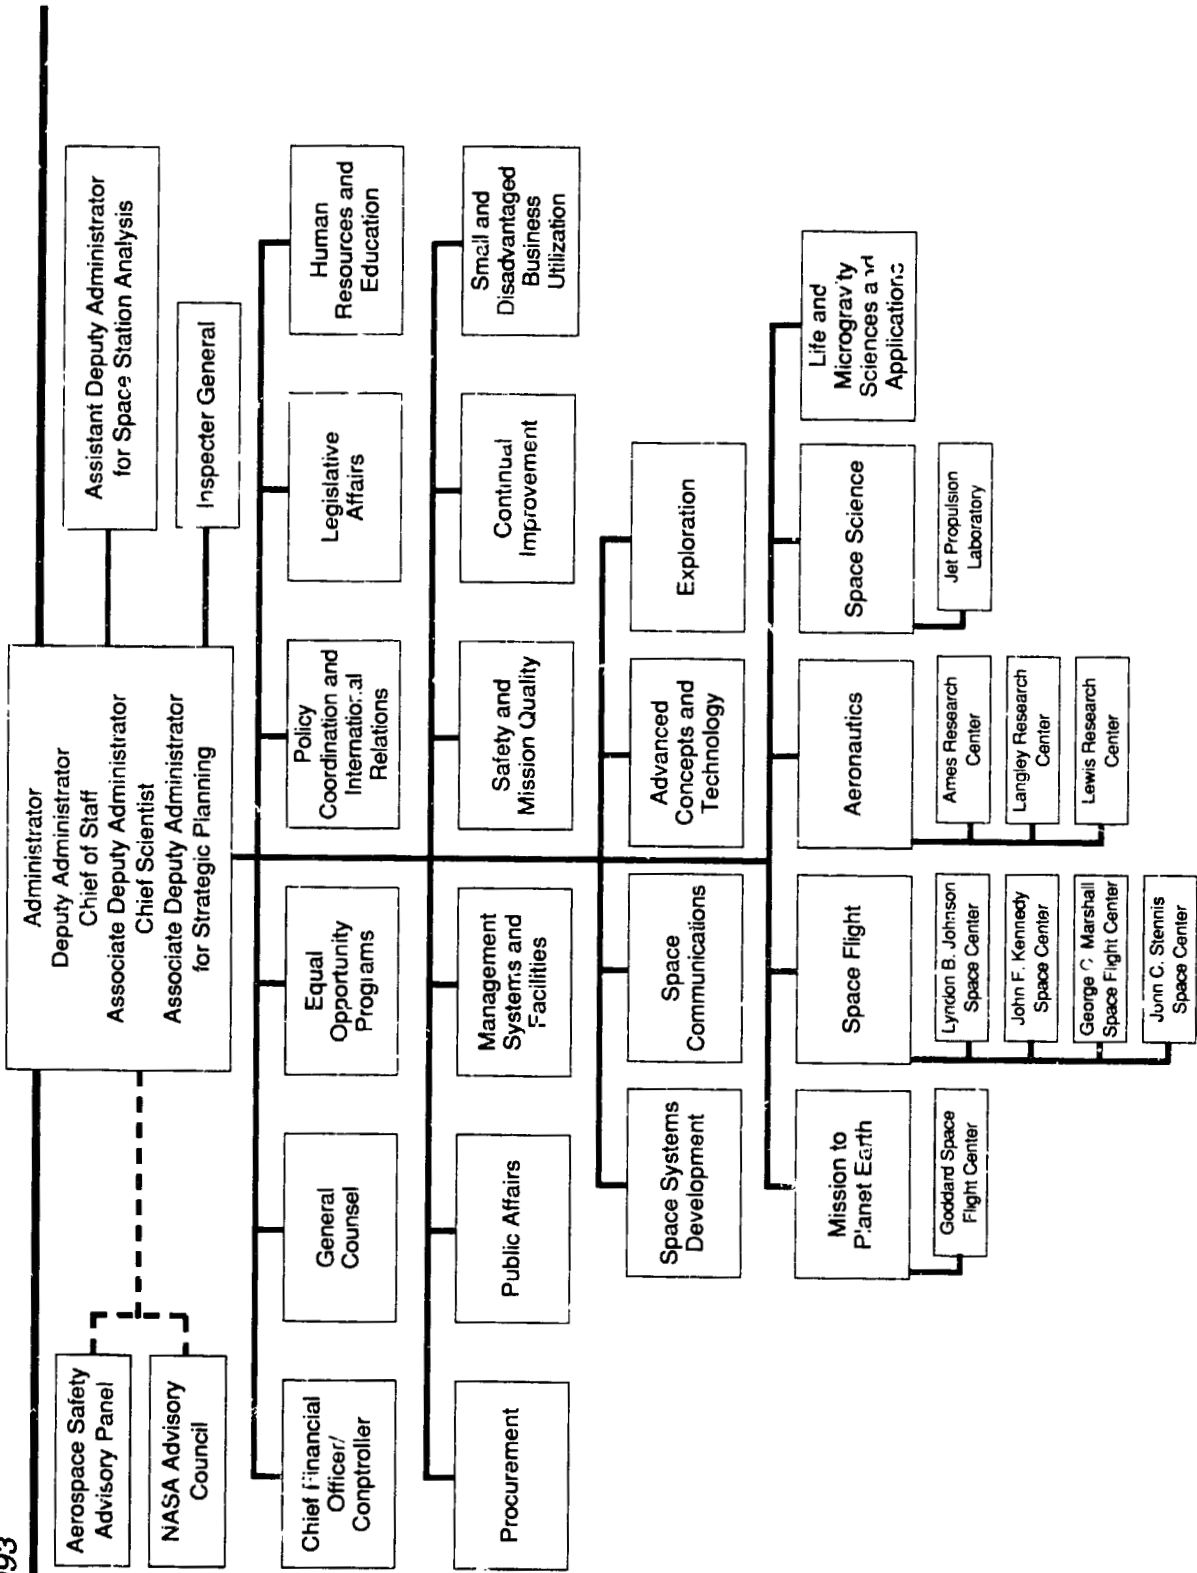 93
Administrator
Deputy Administrator
Chief of Staff
Associate Deputy Administrator
Chief Scientist
Associate Deputy Administrator
for Strategic Planning
Aerospace Safety
Advisory Panel
NASA Advisory
Council
Assistant Deputy Administrator
for Space Station Analysis
Inspecter General
Chief Financial
Officer/
Conptroller
General
Counsel
Equal
Opportunity
Programs
Policy
Coordination and
International
Relations
Legislative
Affairs
Human
Resources and
Education
Procurement
Public Affairs
Management
Systems and
Facilities
Safety and
Mission Quality
Continual
Improvement
Small and
Disadvantaged
Business
Utilization
Space Systems
Development
Space
Communications
Advanced
Concepts and
Technology
Exploration
Mission to
Planet Earth
Goddard Space
Flight Center
Space Flight
Lyndon B. Johnson
Space Center
John F. Kennedy
Space Center
George C. Marshall
Space Flight Center
Junn C. Stennis
Space Center
Aeronautics
Ames Research
Center
Langley Research
Center
Lewis Research
Center
Space Science
Jet Propulsion
Laboratory
Life and
Microgravity
Sciences and
Applications